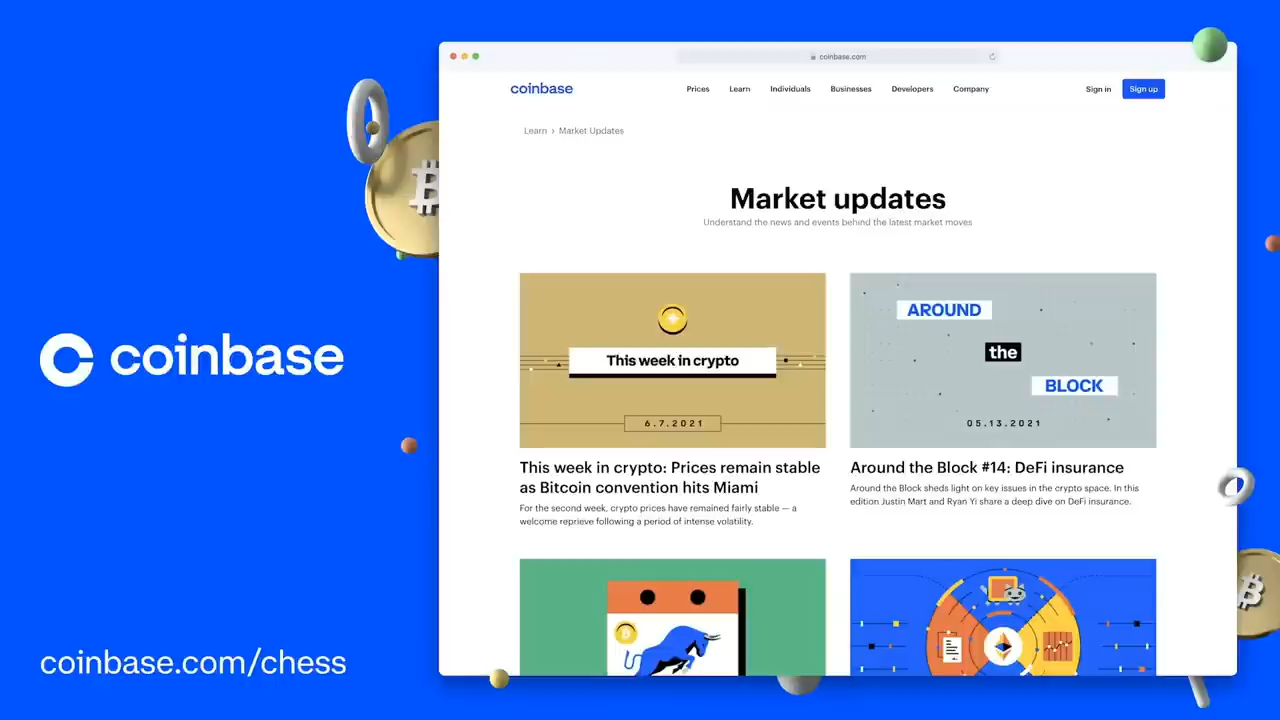 coinbase.com
coinbase
Prices
Learn
Individuals
Businesses
Developers
Company
Sign in
Sign up
Learn › Market Updates
Market updates
Understand the news and events behind the latest market moves
This week in crypto
6.7.2021
AROUND
the
BLOCK
05.13.2021
This week in crypto: Prices remain stable
as Bitcoin convention hits Miami
For the second week, crypto prices have remained fairly stable — a
welcome reprieve following a period of intense volatility.
Around the Block #14: DeFi insurance
Around the Block sheds light on key issues in the crypto space. In this
edition Justin Mart and Ryan Yi share a deep dive on DeFi insurance.
coinbase
coinbase.com/chess